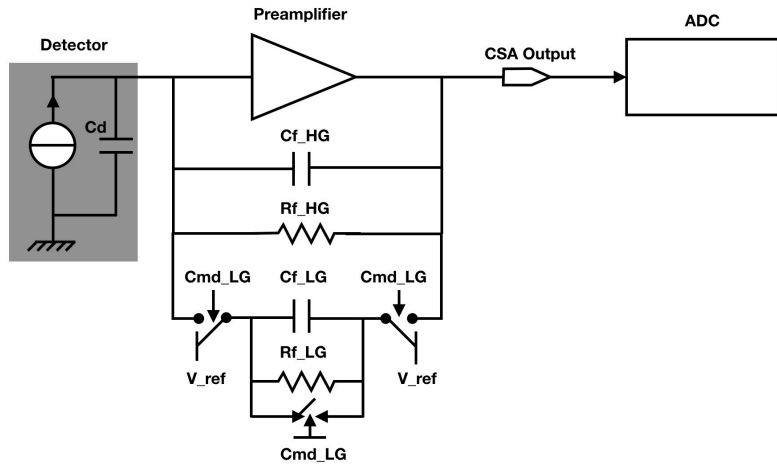 Preamplifier
ADC
Detector
CSA Output
Cd
Cf_HG
Rf_HG
Cmd_LG
Cf_LG
Cmd_LG
Rf_LG
V_ref
V_ref
Cmd_LG